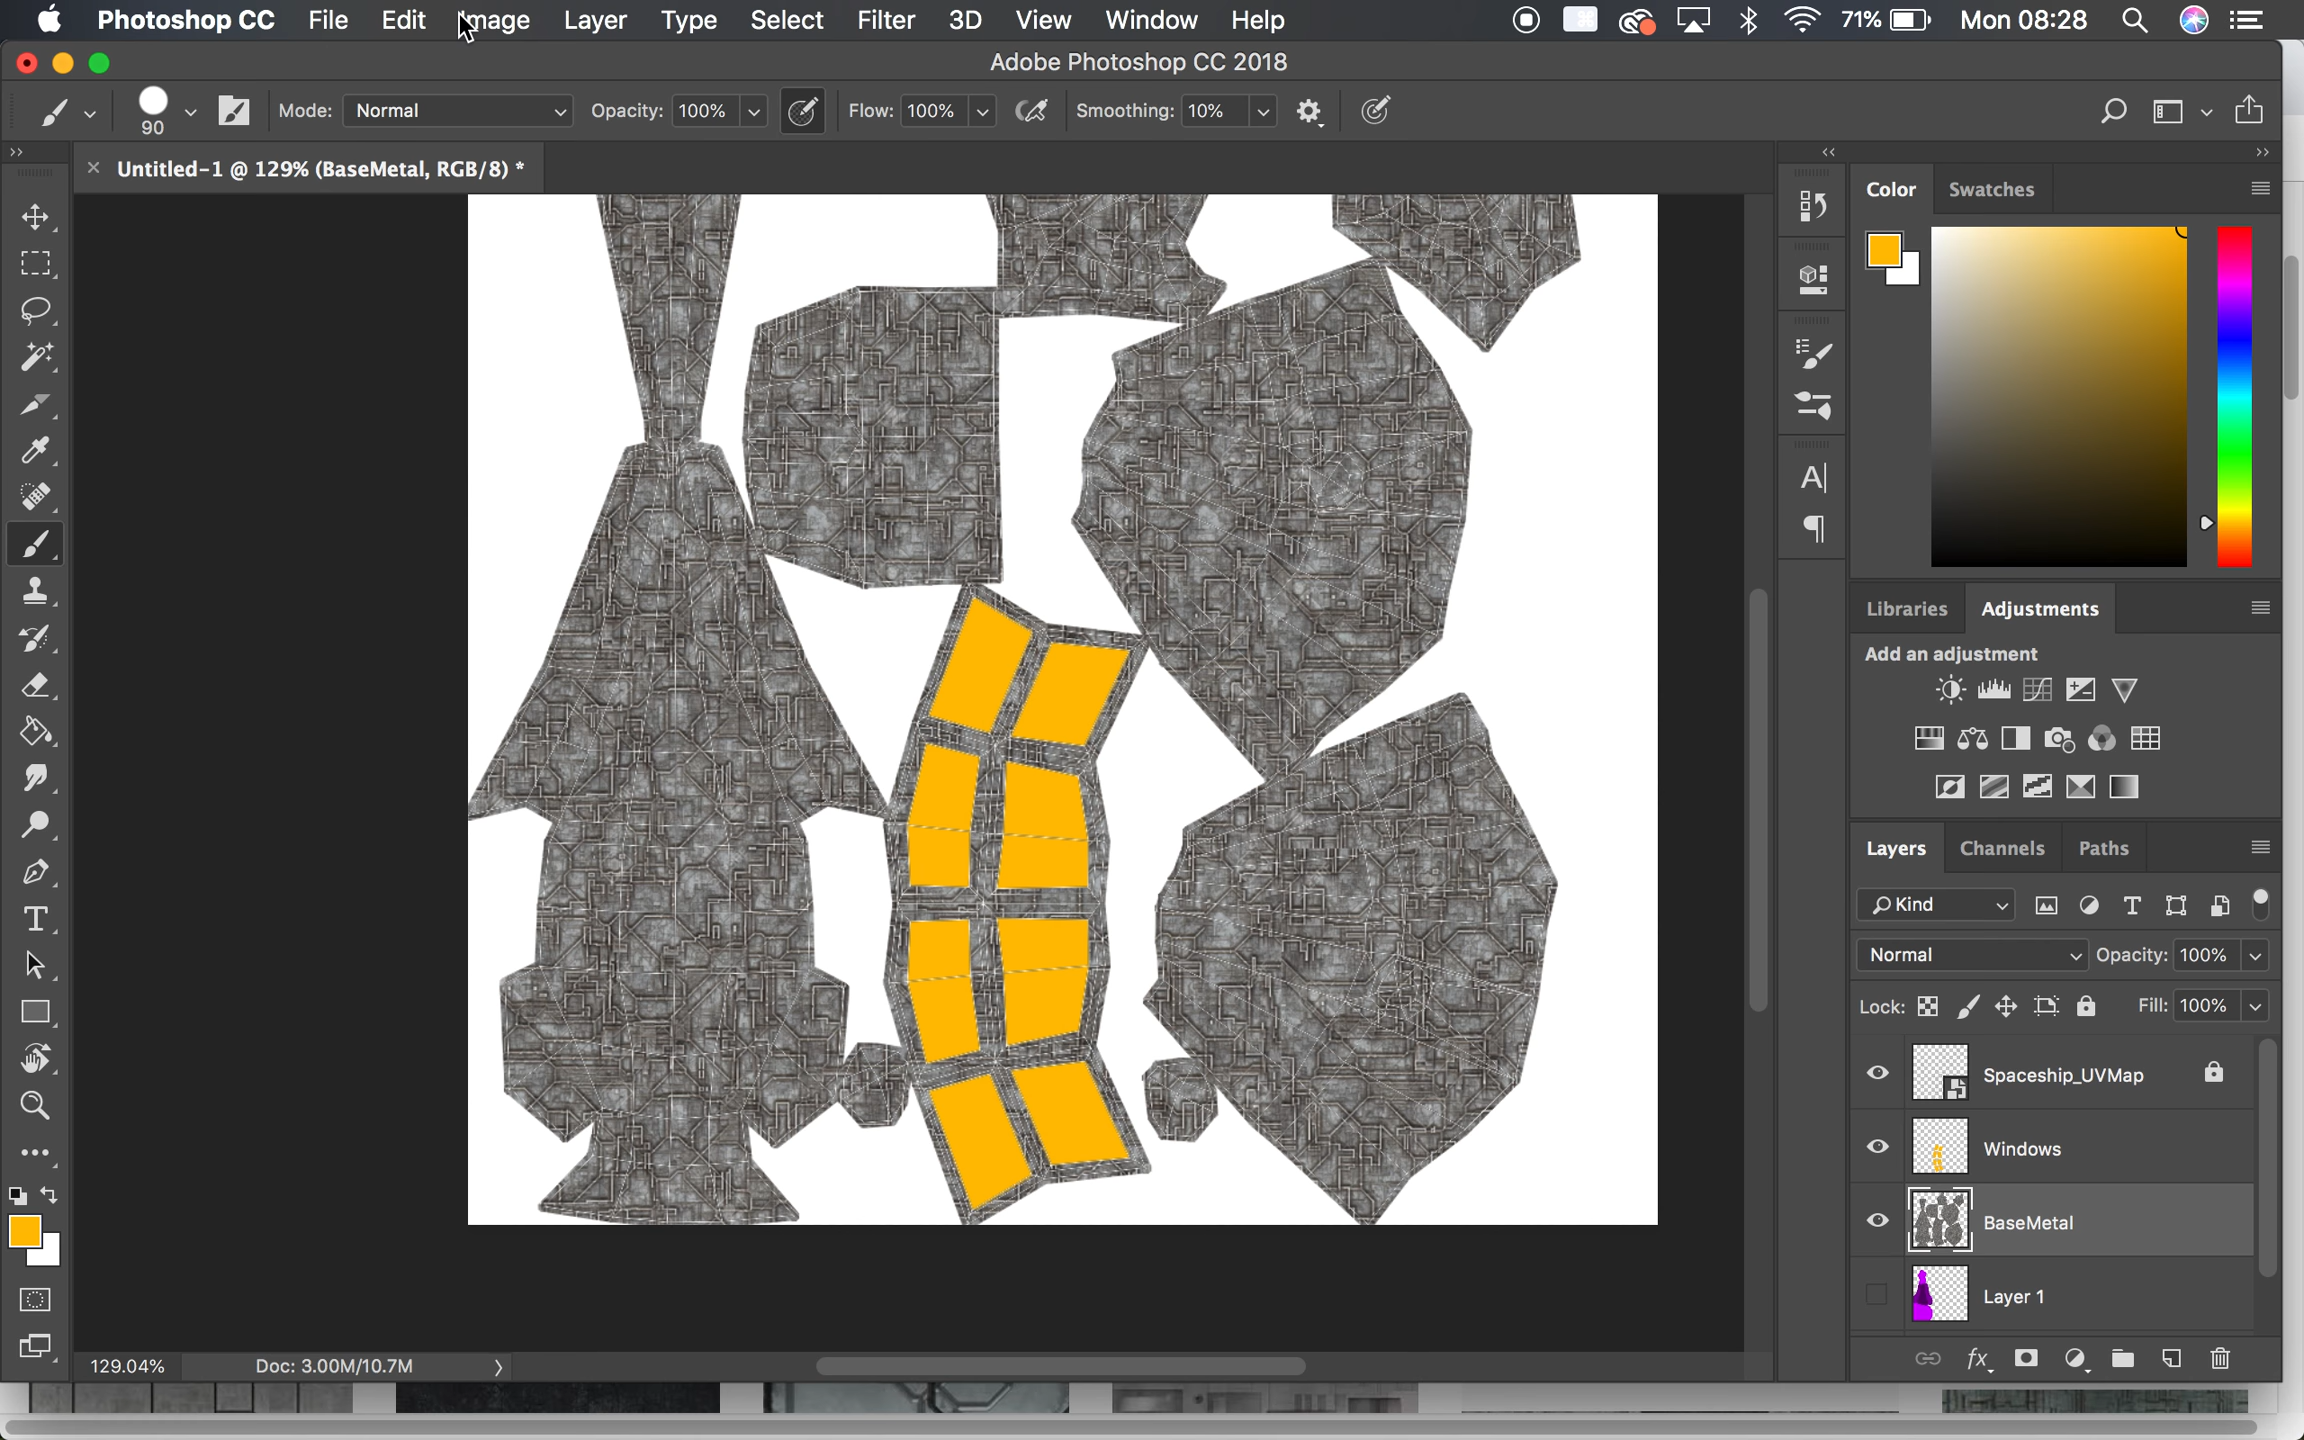 Photoshop CC File Edit Image Layer Type Select Filter 3D View Window Help 71% Mon 08:28
Adobe Photoshop CC 2018
90 Mode: Normal Opacity: 100% Flow: 100% Smoothing: 10%
Untitled-1 @ 129% (BaseMetal, RGB/8) *
Color Swatches
Libraries Adjustments
Add an adjustment
Layers Channels Paths
Kind
Normal Opacity: 100%
Lock: Fill: 100%
Spaceship_UVMap
Windows
BaseMetal
Layer 1
129.04% Doc: 3.00M/10.7M